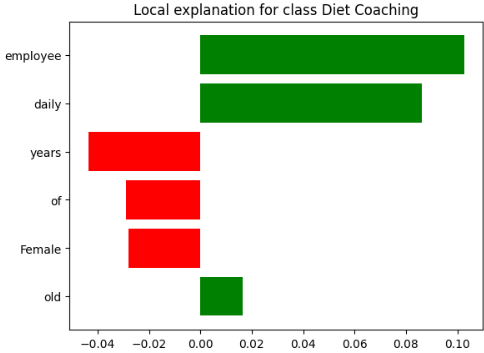 Local explanation for class Diet Coaching
employee
daily
years
of
Female
old
−0.04 −0.02 0.00 0.02 0.04 0.06 0.08 0.10